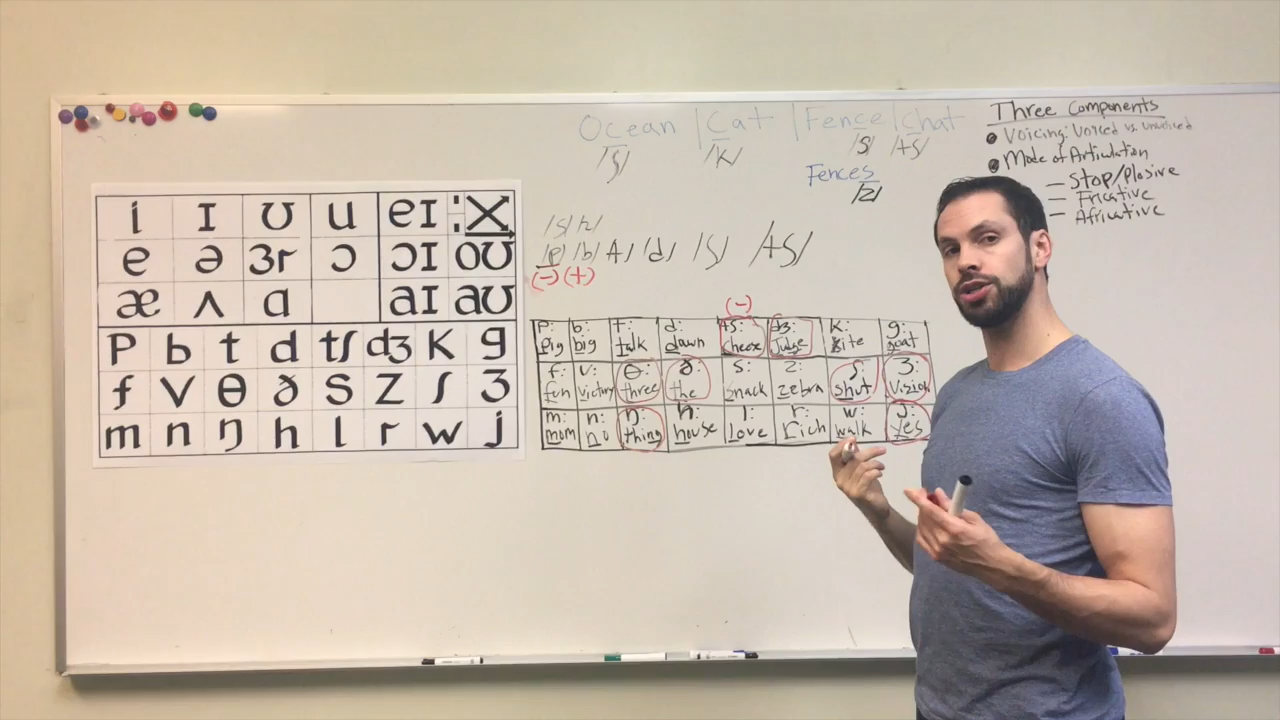 Ocean | Cat | Fence | chat
/ʃ/ /k/ /s/ /tʃ/
Fences
/z/
Three Components
Voicing: Voiced vs. Unvoiced
Mode of Articulation
— Stop/Plosive
— Fricative
— Africative
i ɪ ʊ u eɪ :
e ə ɜr ɔ ɔɪ oʊ
æ ʌ ɑ aɪ aʊ
p b t d tʃ dʒ k g
f v θ ð s z ʃ ʒ
m n ŋ h l r w j
/p/ /b/ /t/ /d/ /ʃ/ /tʃ/
(-) (+)
(-)
p: b: t: d: tʃ: dʒ: k: g:
Pig big talk down cheese Judge kite goat
f: v: θ: ð: s: z: ʃ: ʒ:
fun victory three the snack zebra shut Vision
m: n: ŋ: h: l: r: w: j:
mom no thing house Love rich walk yes